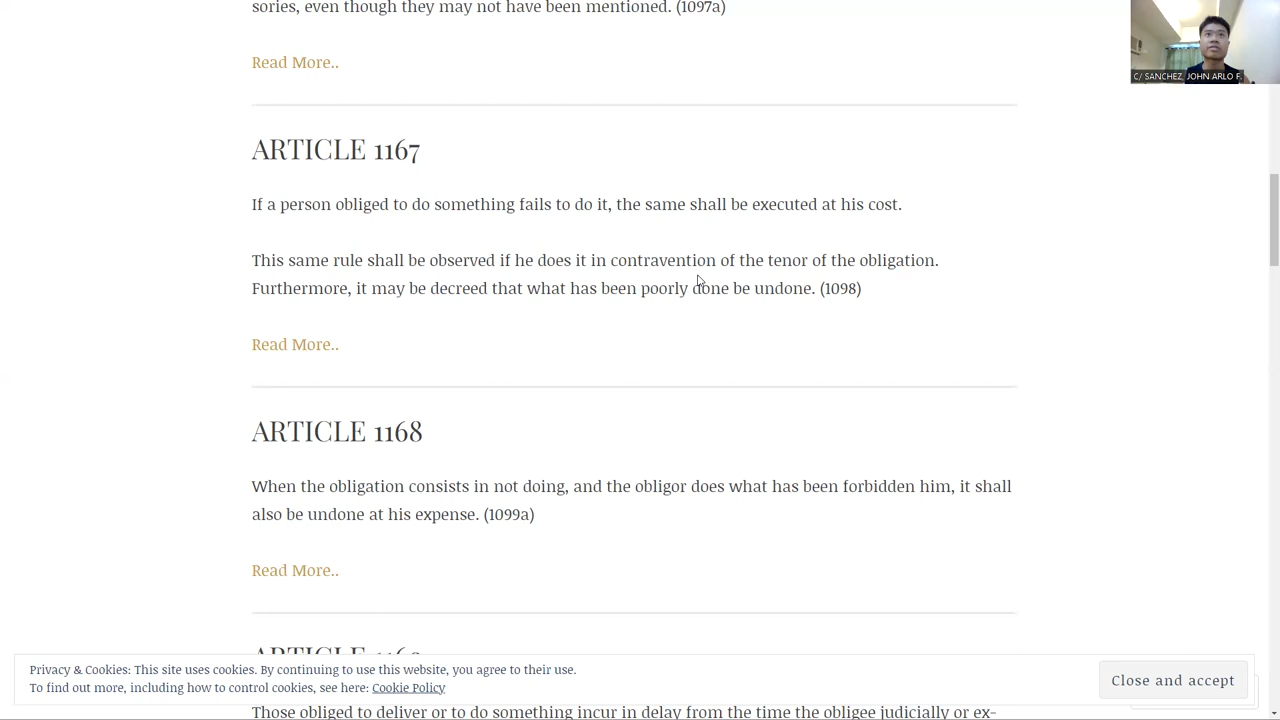 sories, even though they may not have been mentioned. (1097a)
Read More..
C/ SANCHEZ, JOHN ARLO F.
ARTICLE 1167
If a person obliged to do something fails to do it, the same shall be executed at his cost.
This same rule shall be observed if he does it in contravention of the tenor of the obligation.
Furthermore, it may be decreed that what has been poorly done be undone. (1098)
Read More..
ARTICLE 1168
When the obligation consists in not doing, and the obligor does what has been forbidden him, it shall
also be undone at his expense. (1099a)
Read More..
ARTICLE 1169
Privacy & Cookies: This site uses cookies. By continuing to use this website, you agree to their use.
To find out more, including how to control cookies, see here: Cookie Policy
Close and accept
Those obliged to deliver or to do something incur in delay from the time the obligee judicially or ex-